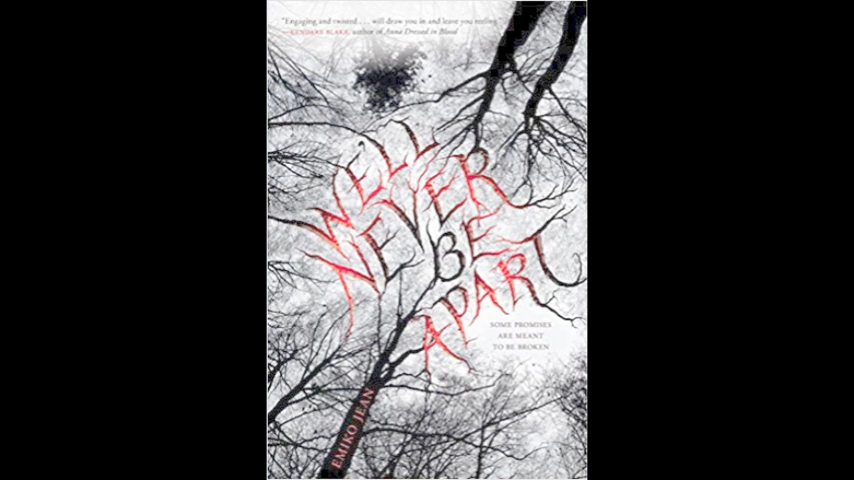 "Engaging and twisted . . . will draw you in and leave you reeling."
—KENDARE BLAKE, author of Anna Dressed in Blood
WE'LL
NEVER
BE
APART
SOME PROMISES
ARE MEANT
TO BE BROKEN
EMIKO JEAN